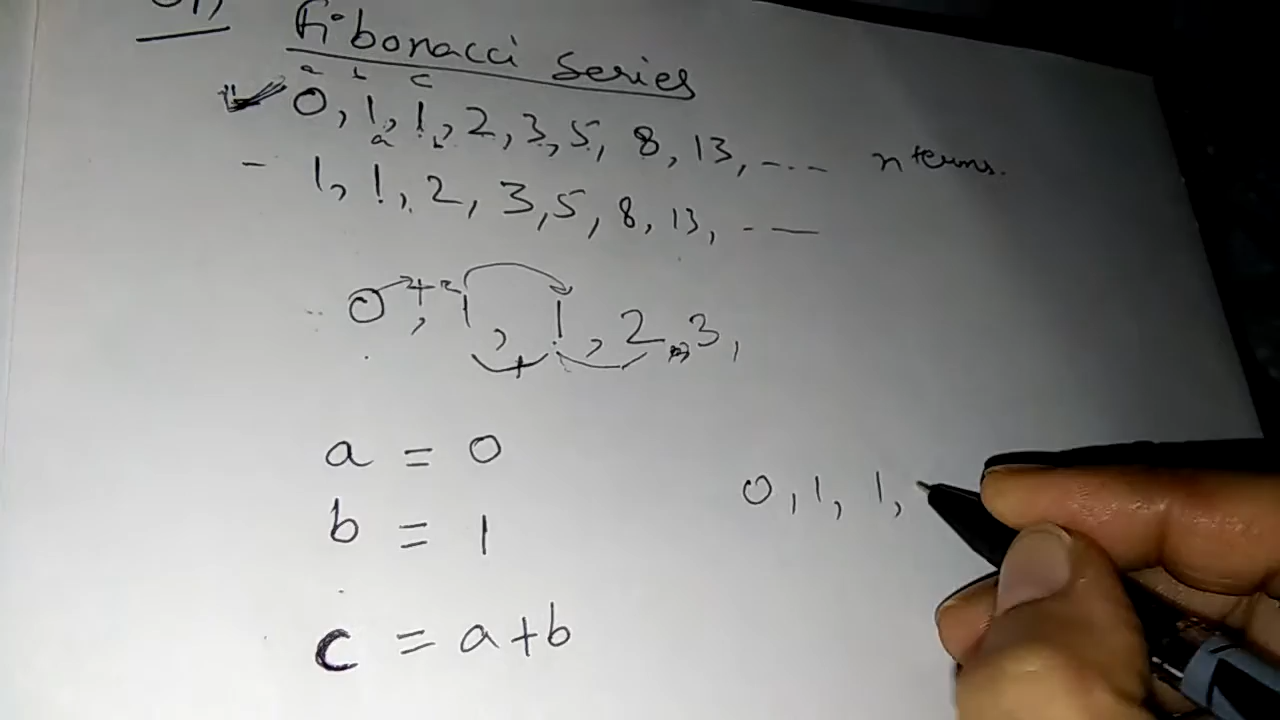 Fibonacci Series
a b c
0, 1, 1, 2, 3, 5, 8, 13, ---- n terms.
a b
- 1, 1, 2, 3, 5, 8, 13, - —
0 + 1, 1, 2, 3,
+
a = 0
b = 1
0, 1, 1,
c = a+b